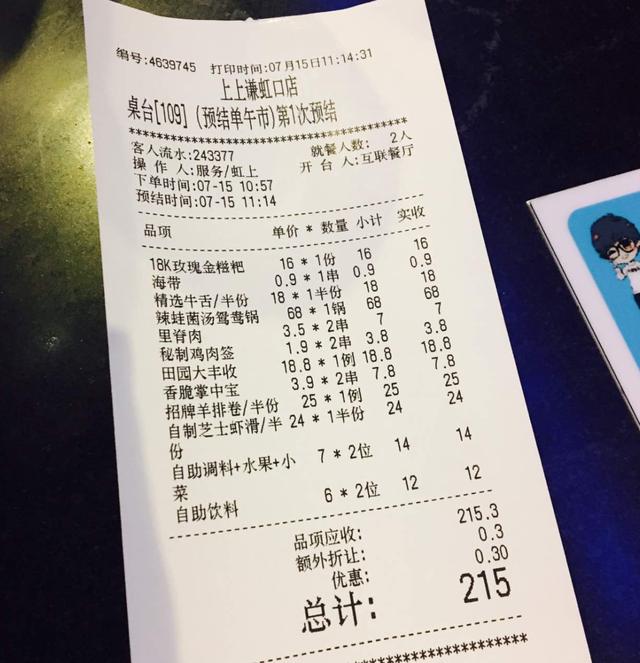 编号:4639745 打印时间:07月15日11:14:31
上上谦虹口店
桌台[109] (预结单午市)第1次预结
************************************
客人流水:243377 就餐人数: 2人
操 作 人:服务/虹上 开 台 人:互联餐厅
下单时间:07-15 10:57
预结时间:07-15 11:14
品项 单价 * 数量 小计 实收
18K玫瑰金糍粑 16 * 1份 16 16
海带 0.9 * 1串 0.9 0.9
精选牛舌/半份 18 * 1半份 18 18
辣蛙菌汤鸳鸯锅 68 * 1锅 68 68
里脊肉 3.5 * 2串 7 7
秘制鸡肉签 1.9 * 2串 3.8 3.8
田园大丰收 18.8 * 1例 18.8 18.8
香脆掌中宝 3.9 * 2串 7.8 7.8
招牌羊排卷/半份 25 * 1例 25 25
自制芝士虾滑/半 24 * 1半份 24 24
份
自助调料+水果+小 7 * 2位 14 14
菜
自助饮料 6 * 2位 12 12
品项应收: 215.3
额外折让: 0.3
优惠: 0.30
总计: 215